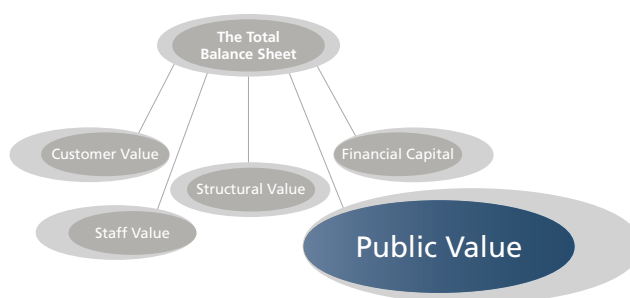 The Total
Balance Sheet
Customer Value
Financial Capital
Structural Value
Staff Value
Public Value